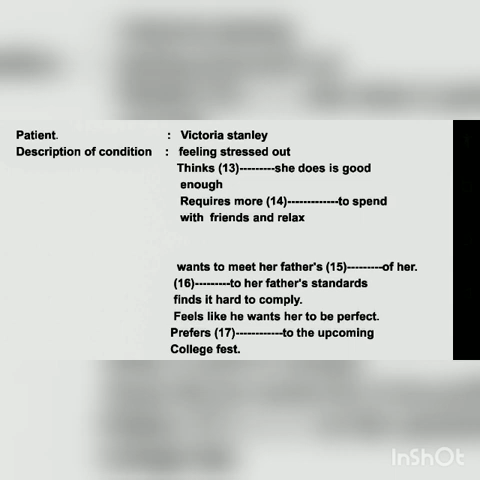 Patient. : Victoria stanley
Description of condition : feeling stressed out
Thinks (13)---------she does is good
enough
Requires more (14)-------------to spend
with friends and relax
wants to meet her father's (15)---------of her.
(16)---------to her father's standards
finds it hard to comply.
Feels like he wants her to be perfect.
Prefers (17)------------to the upcoming
College fest.
InShOt